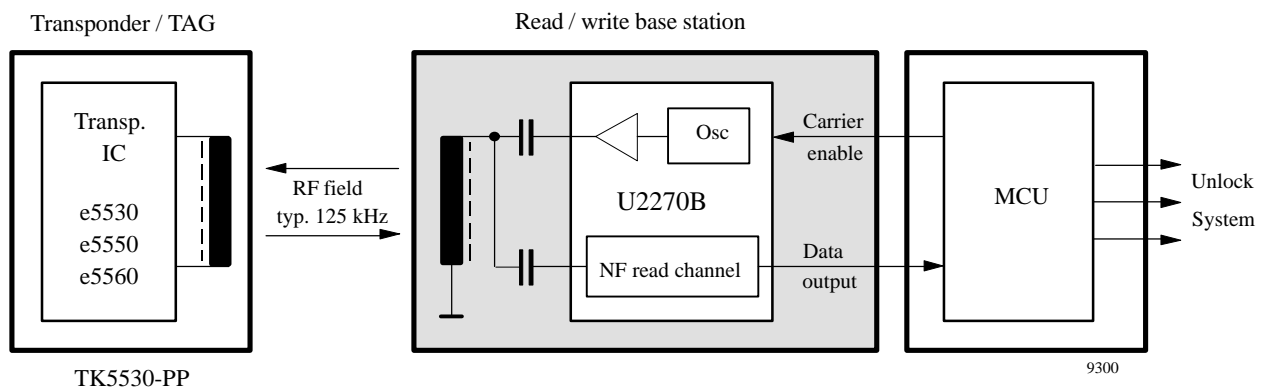 Transponder / TAG
Read / write base station
Transp.
IC
e5530
e5550
e5560
RF field
typ. 125 kHz
Osc
U2270B
NF read channel
Carrier
enable
Data
output
MCU
Unlock
System
TK5530-PP
9300